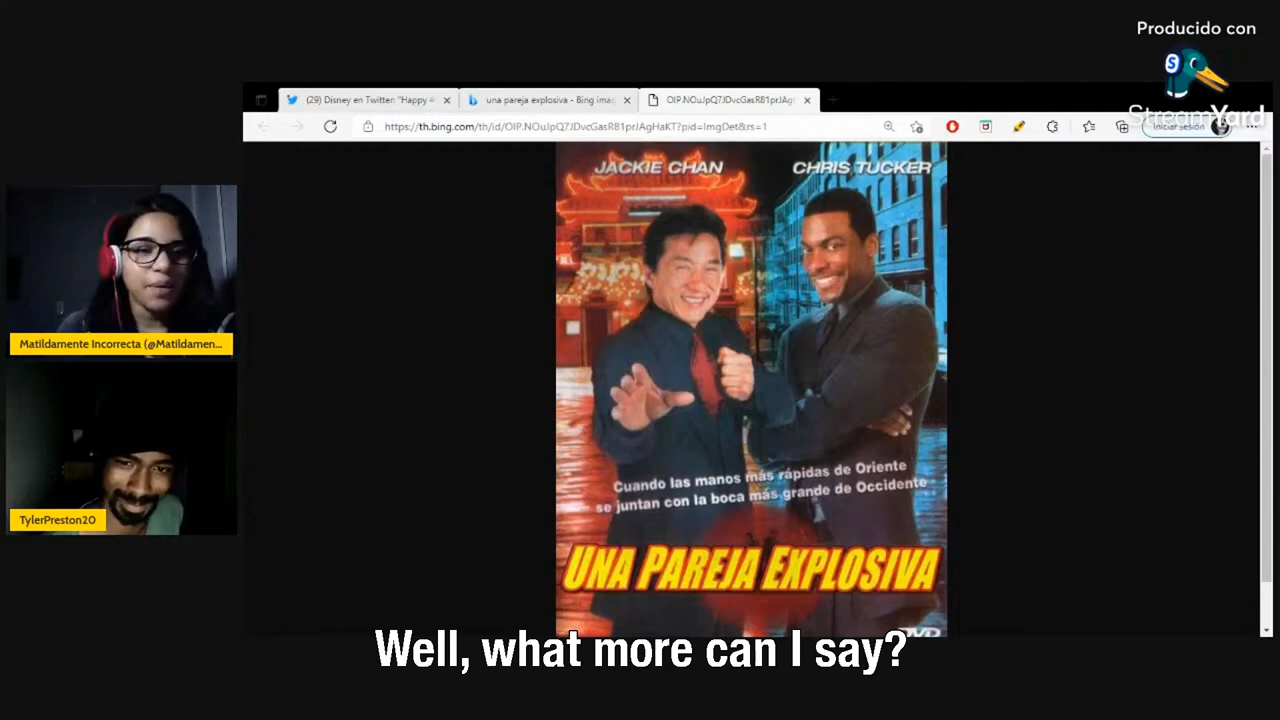 Producido con
StreamYard
(29) Disney en Twitter: "Happy
una pareja explosiva - Bing imag
OIP.NOuJpQ7JDvcGasR81prJAgH
https://th.bing.com/th/id/OIP.NOuJpQ7JDvcGasR81prJAgHaKT?pid=ImgDet&rs=1
Iniciar sesión
JACKIE CHAN
CHRIS TUCKER
Matildamente Incorrecta (@Matildamen...
TylerPreston20
Cuando las manos más rápidas de Oriente
se juntan con la boca más grande de Occidente
UNA PAREJA EXPLOSIVA
DVD
Well, what more can I say?